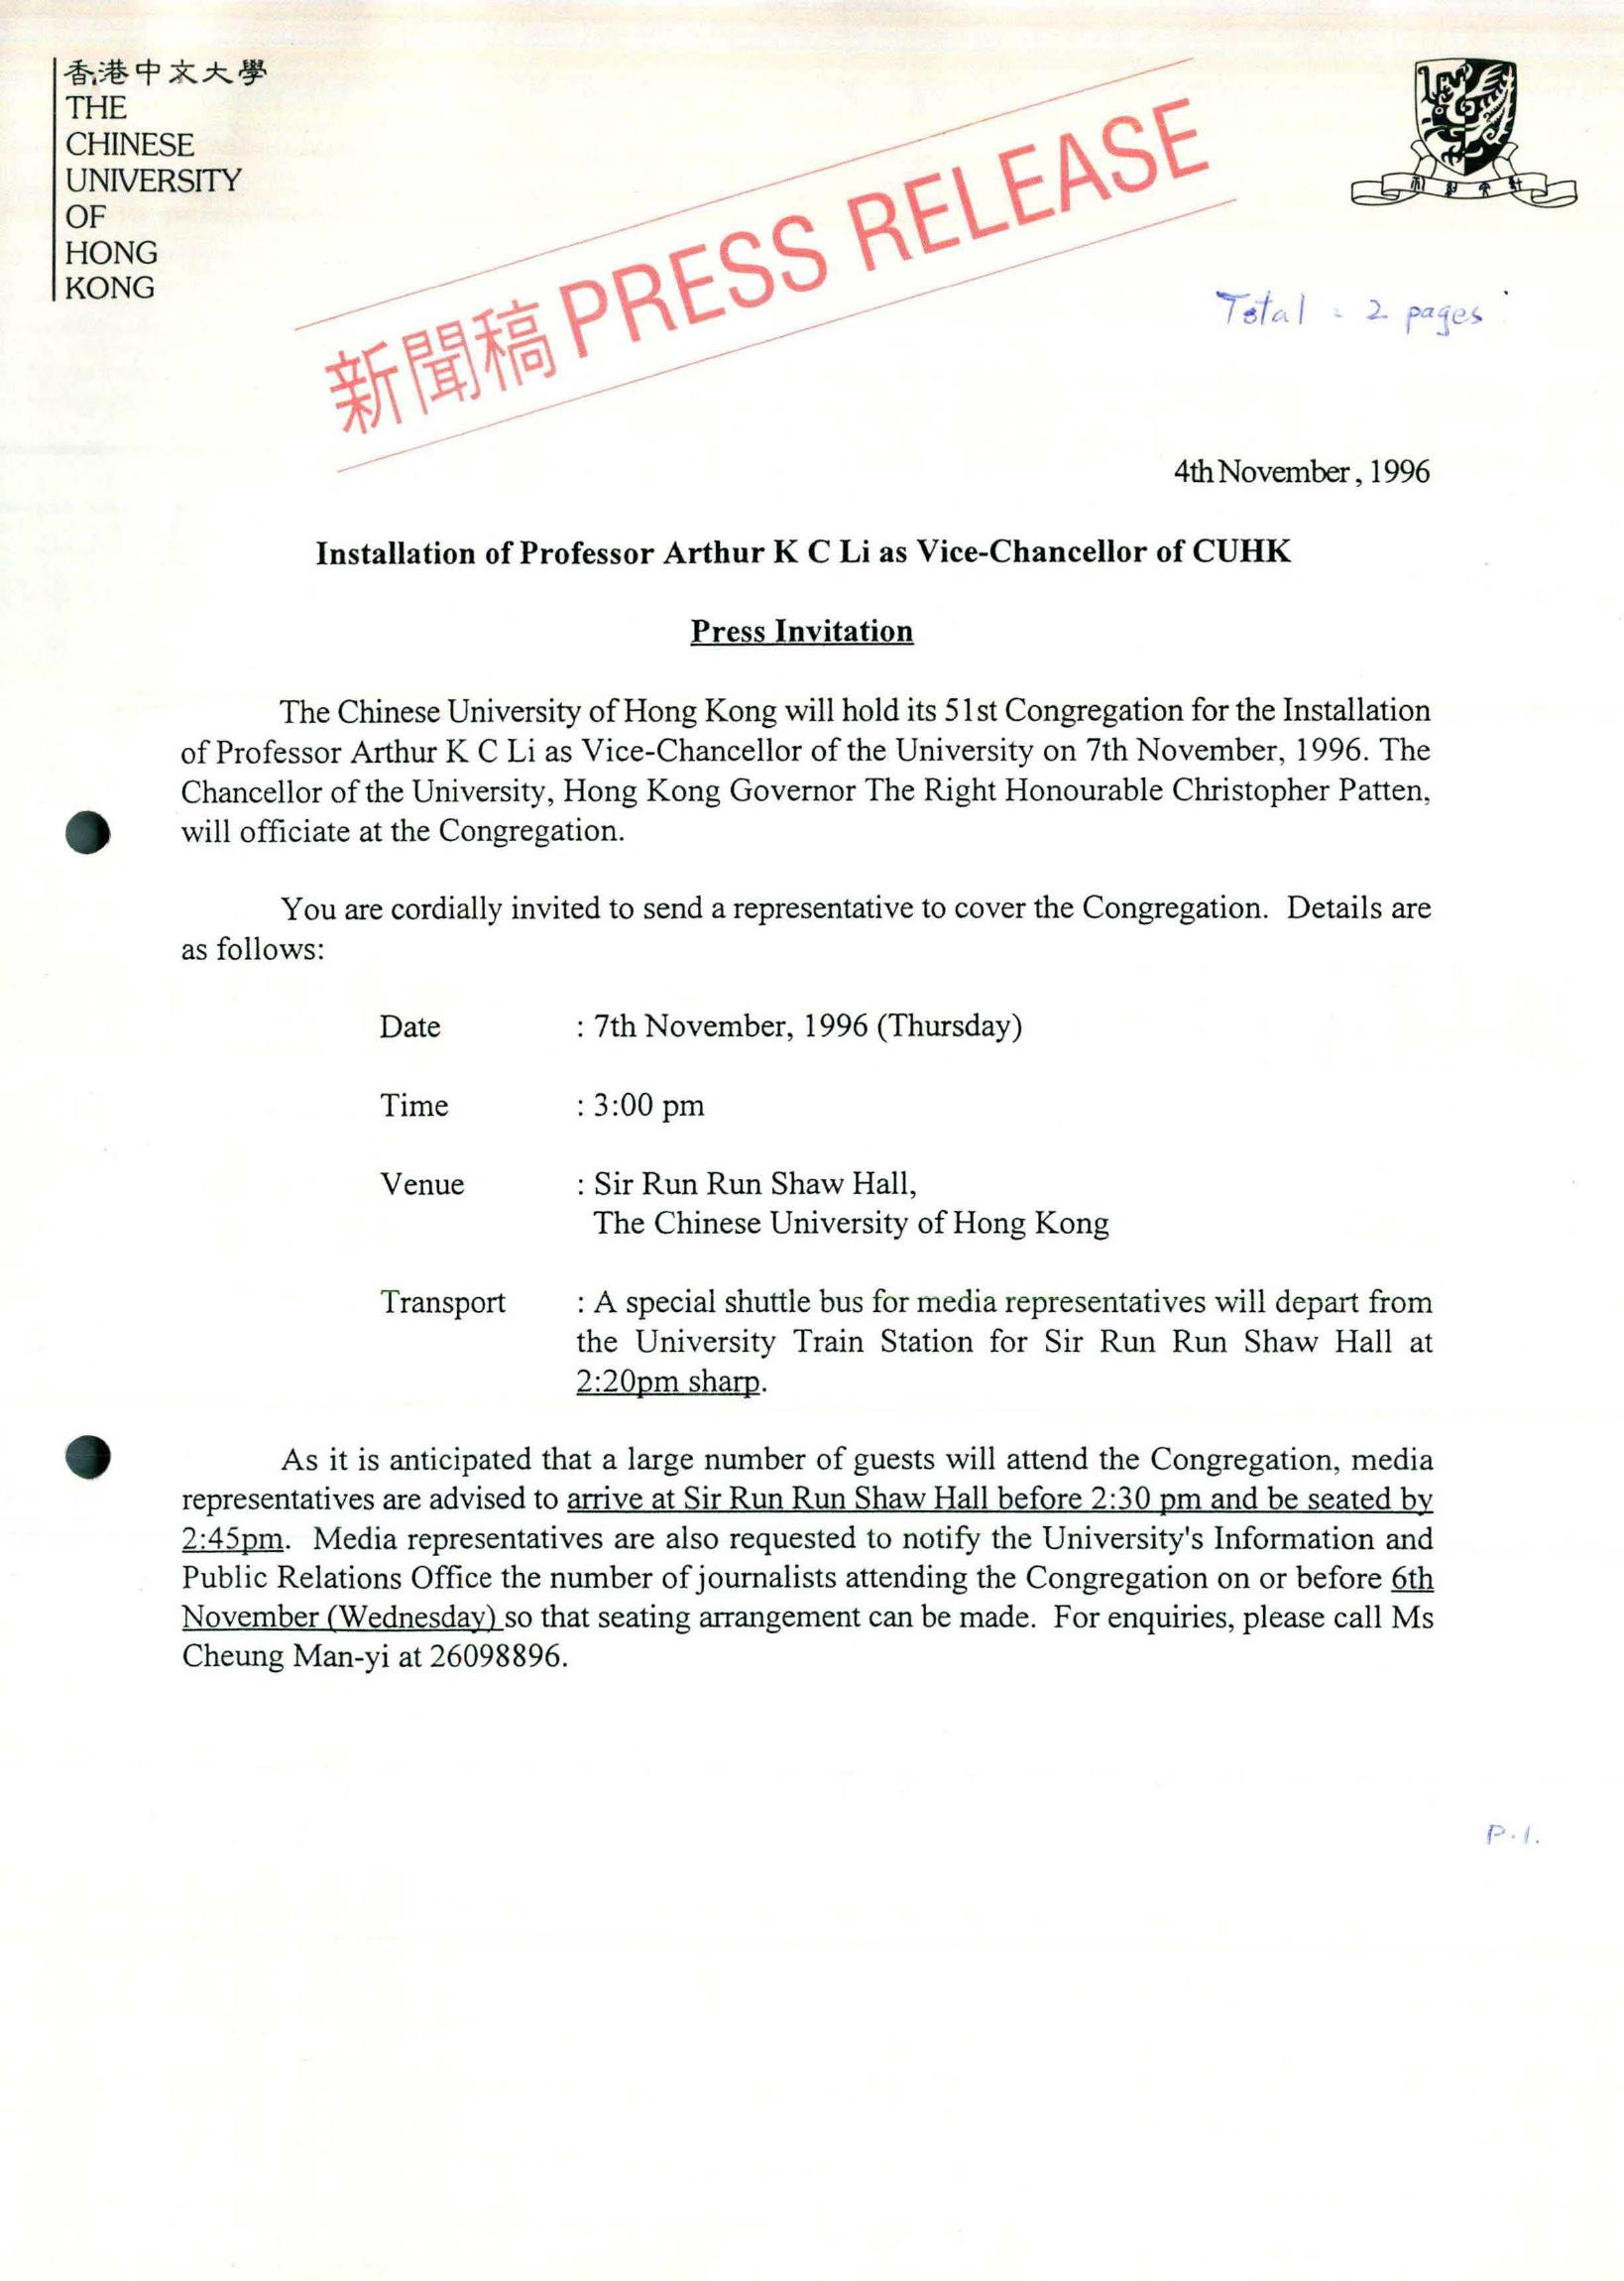 香港中文大學
THE
CHINESE
UNIVERSITY
OF
HONG
KONG
新聞稿 PRESS RELEASE
Total = 2 pages
4th November, 1996
Installation of Professor Arthur K C Li as Vice-Chancellor of CUHK
Press Invitation
The Chinese University of Hong Kong will hold its 51st Congregation for the Installation
of Professor Arthur K C Li as Vice-Chancellor of the University on 7th November, 1996. The
Chancellor of the University, Hong Kong Governor The Right Honourable Christopher Patten,
will officiate at the Congregation.
You are cordially invited to send a representative to cover the Congregation. Details are
as follows:
Date : 7th November, 1996 (Thursday)
Time : 3:00 pm
Venue : Sir Run Run Shaw Hall,
The Chinese University of Hong Kong
Transport : A special shuttle bus for media representatives will depart from
the University Train Station for Sir Run Run Shaw Hall at
2:20pm sharp.
As it is anticipated that a large number of guests will attend the Congregation, media
representatives are advised to arrive at Sir Run Run Shaw Hall before 2:30 pm and be seated by
2:45pm. Media representatives are also requested to notify the University's Information and
Public Relations Office the number of journalists attending the Congregation on or before 6th
November (Wednesday) so that seating arrangement can be made. For enquiries, please call Ms
Cheung Man-yi at 26098896.
P.1.